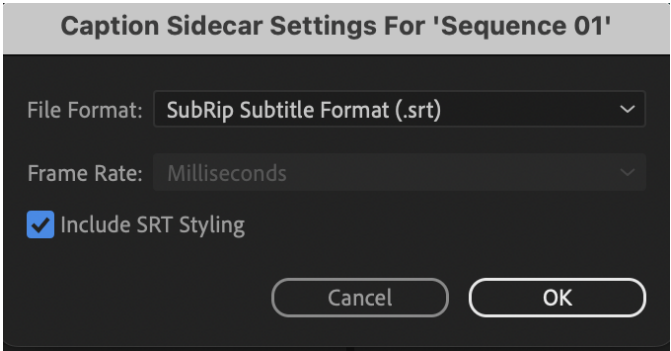 Caption Sidecar Settings For 'Sequence 01'
File Format: SubRip Subtitle Format (.srt)
Frame Rate: Milliseconds
Include SRT Styling
Cancel OK